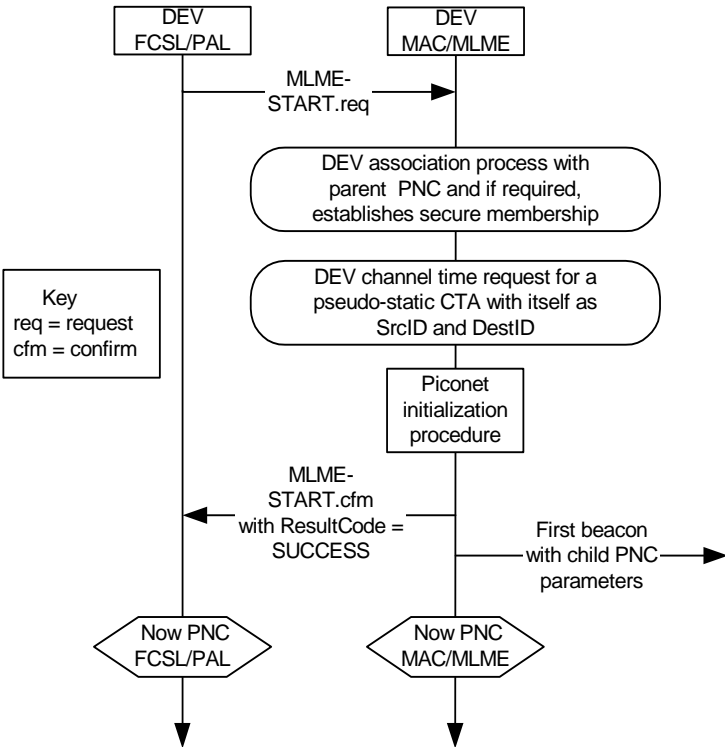 DEV
FCSL/PAL
DEV
MAC/MLME
MLME-
START.req
DEV association process with
parent PNC and if required,
establishes secure membership
DEV channel time request for a
pseudo-static CTA with itself as
SrcID and DestID
Key
req = request
cfm = confirm
Piconet
initialization
procedure
MLME-
START.cfm
with ResultCode =
SUCCESS
First beacon
with child PNC
parameters
Now PNC
FCSL/PAL
Now PNC
MAC/MLME